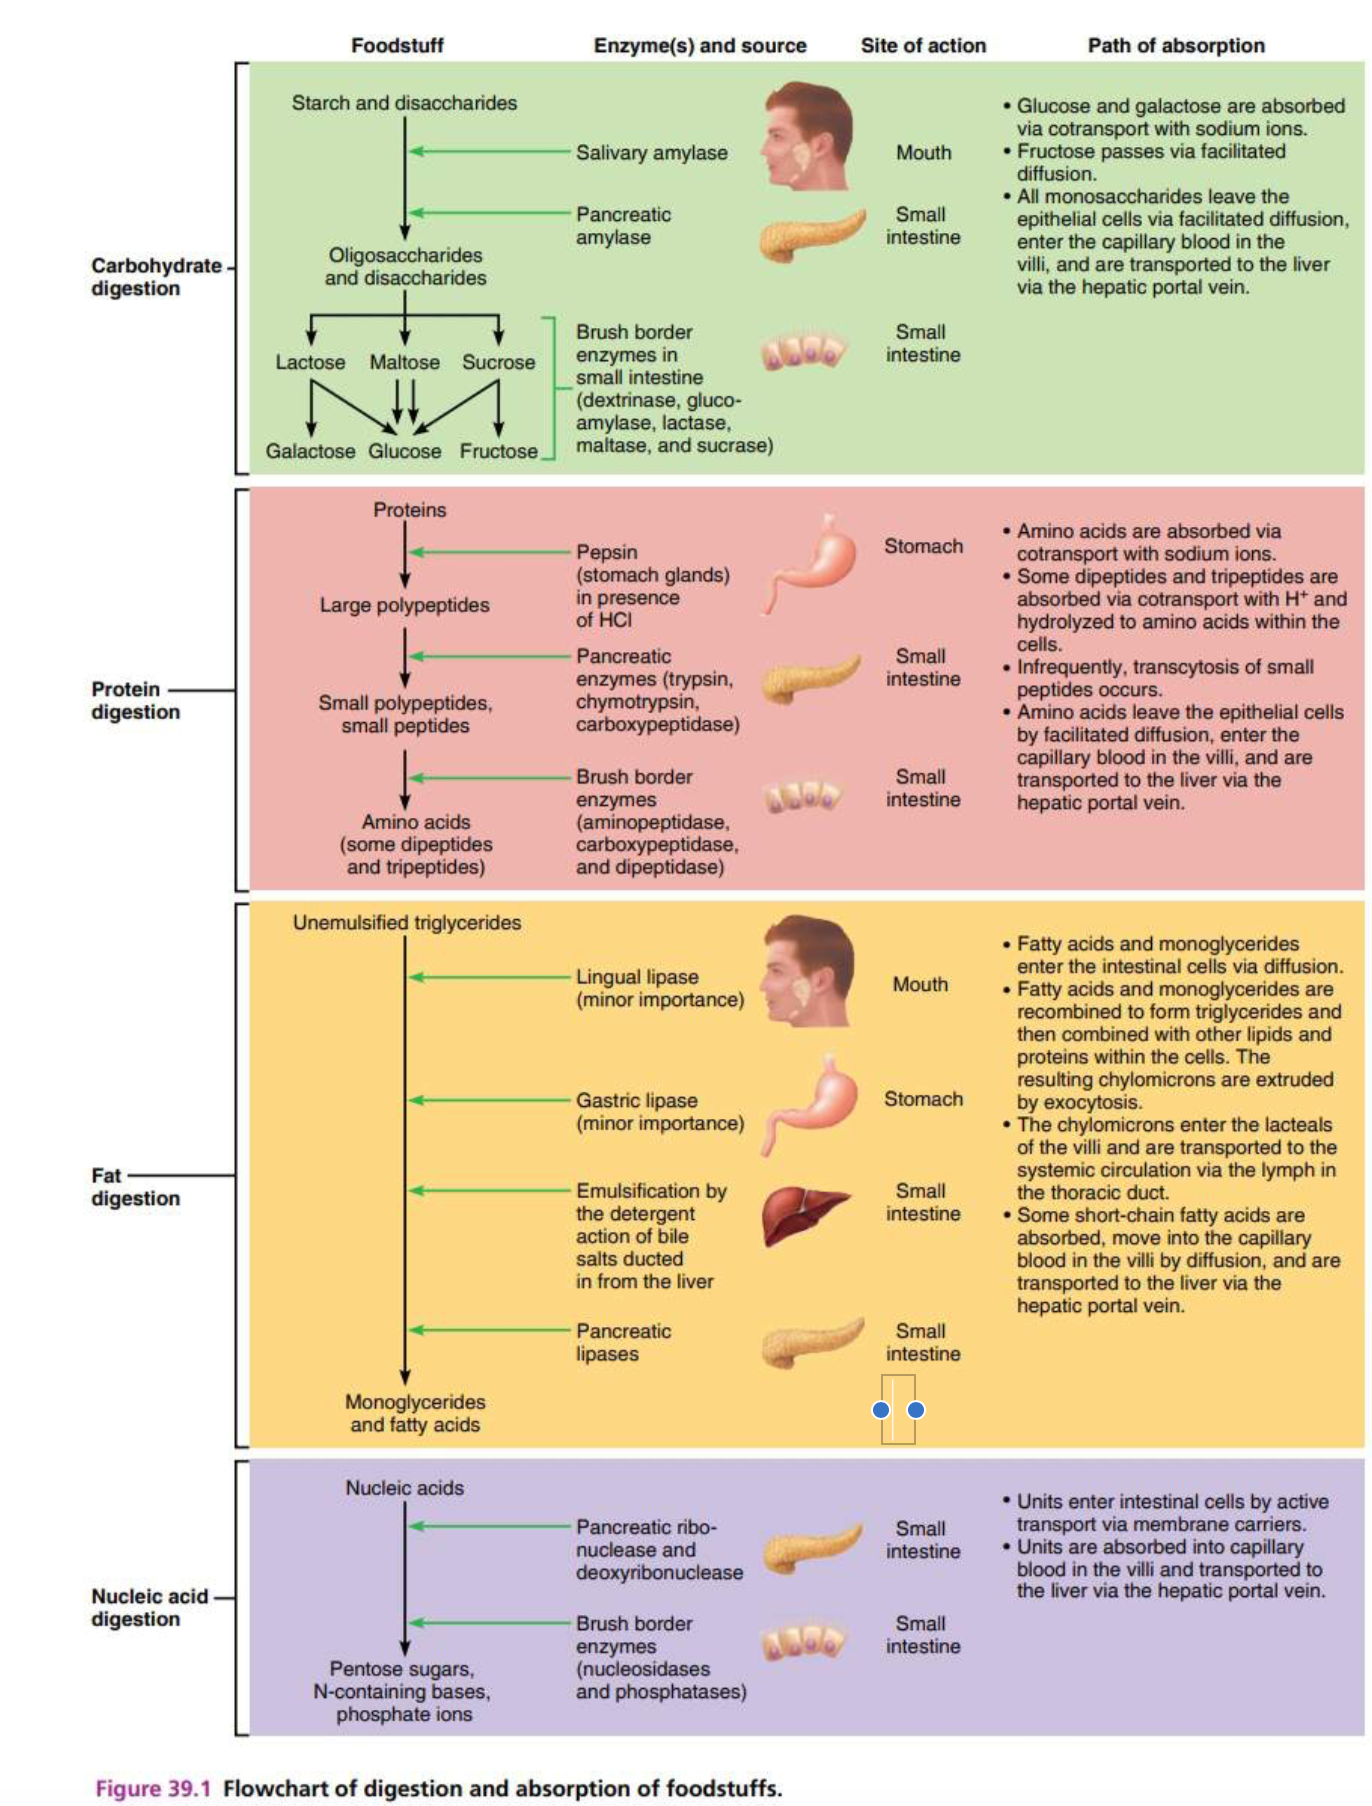 Foodstuff
Enzyme(s) and source
Site of action
Path of absorption
Carbohydrate
digestion
Starch and disaccharides
Salivary amylase
Mouth
Pancreatic
amylase
Small
intestine
Oligosaccharides
and disaccharides
Lactose
Maltose
Sucrose
Galactose
Glucose
Fructose
Brush border
enzymes in
small intestine
(dextrinase, gluco-
amylase, lactase,
maltase, and sucrase)
Small
intestine
• Glucose and galactose are absorbed
via cotransport with sodium ions.
• Fructose passes via facilitated
diffusion.
• All monosaccharides leave the
epithelial cells via facilitated diffusion,
enter the capillary blood in the
villi, and are transported to the liver
via the hepatic portal vein.
Protein
digestion
Proteins
Pepsin
(stomach glands)
in presence
of HCl
Stomach
Large polypeptides
Pancreatic
enzymes (trypsin,
chymotrypsin,
carboxypeptidase)
Small
intestine
Small polypeptides,
small peptides
Brush border
enzymes
(aminopeptidase,
carboxypeptidase,
and dipeptidase)
Small
intestine
Amino acids
(some dipeptides
and tripeptides)
• Amino acids are absorbed via
cotransport with sodium ions.
• Some dipeptides and tripeptides are
absorbed via cotransport with H⁺ and
hydrolyzed to amino acids within the
cells.
• Infrequently, transcytosis of small
peptides occurs.
• Amino acids leave the epithelial cells
by facilitated diffusion, enter the
capillary blood in the villi, and are
transported to the liver via the
hepatic portal vein.
Fat
digestion
Unemulsified triglycerides
Lingual lipase
(minor importance)
Mouth
Gastric lipase
(minor importance)
Stomach
Emulsification by
the detergent
action of bile
salts ducted
in from the liver
Small
intestine
Pancreatic
lipases
Small
intestine
Monoglycerides
and fatty acids
• Fatty acids and monoglycerides
enter the intestinal cells via diffusion.
• Fatty acids and monoglycerides are
recombined to form triglycerides and
then combined with other lipids and
proteins within the cells. The
resulting chylomicrons are extruded
by exocytosis.
• The chylomicrons enter the lacteals
of the villi and are transported to the
systemic circulation via the lymph in
the thoracic duct.
• Some short-chain fatty acids are
absorbed, move into the capillary
blood in the villi by diffusion, and are
transported to the liver via the
hepatic portal vein.
Nucleic acid
digestion
Nucleic acids
Pancreatic ribo-
nuclease and
deoxyribonuclease
Small
intestine
Brush border
enzymes
(nucleosidases
and phosphatases)
Small
intestine
Pentose sugars,
N-containing bases,
phosphate ions
• Units enter intestinal cells by active
transport via membrane carriers.
• Units are absorbed into capillary
blood in the villi and transported to
the liver via the hepatic portal vein.
Figure 39.1 Flowchart of digestion and absorption of foodstuffs.